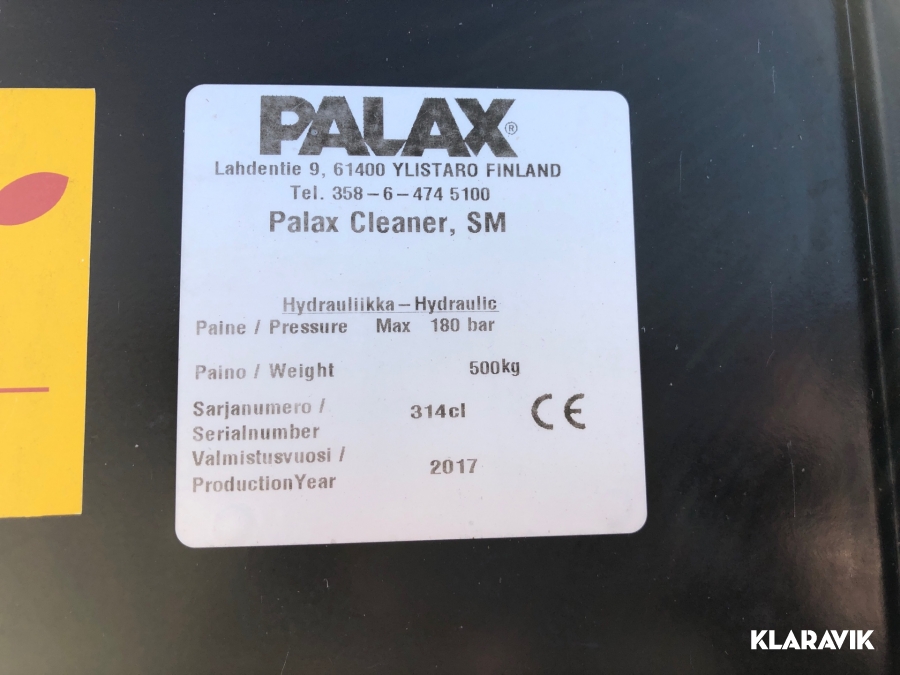 PALAX®
Lahdentie 9, 61400 YLISTARO FINLAND
Tel. 358-6-474 5100
Palax Cleaner, SM
Hydrauliikka-Hydraulic
Paine / Pressure Max 180 bar
Paino / Weight 500kg
Sarjanumero / 314cl
Serialnumber
CE
Valmistusvuosi / 2017
ProductionYear
KLARAVIK